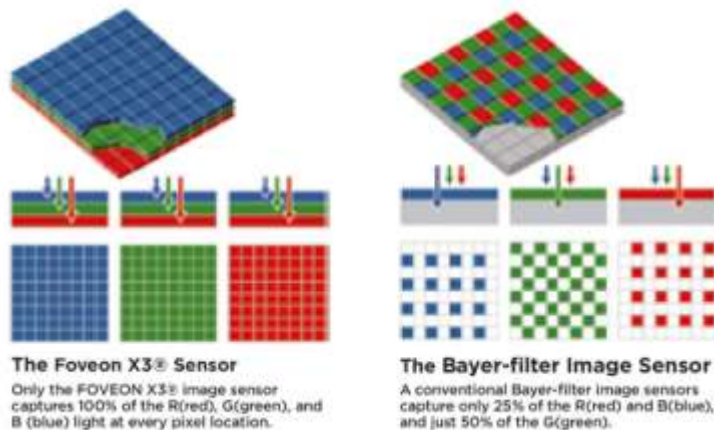 The Foveon X3® Sensor
Only the FOVEON X3® image sensor
captures 100% of the R(red), G(green), and
B (blue) light at every pixel location.
The Bayer-filter Image Sensor
A conventional Bayer-filter image sensors
capture only 25% of the R(red) and B(blue),
and just 50% of the G(green).